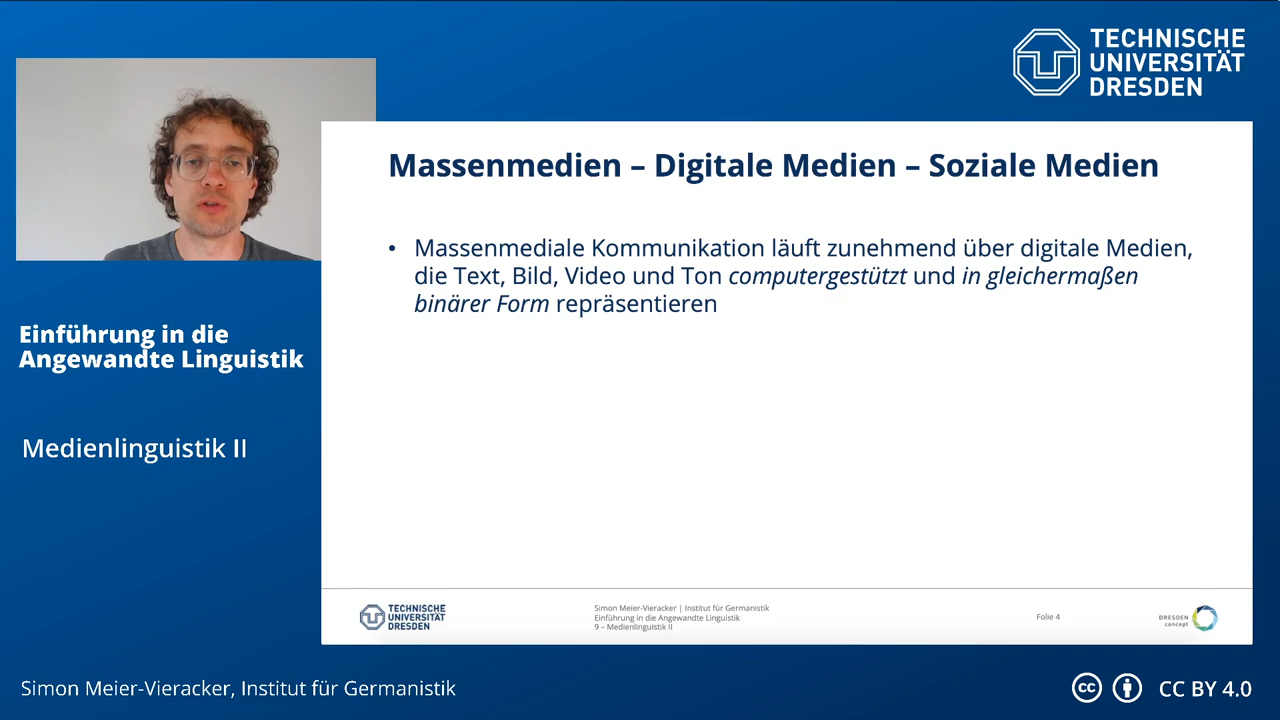 TECHNISCHE
UNIVERSITÄT
DRESDEN
Massenmedien – Digitale Medien – Soziale Medien
• Massenmediale Kommunikation läuft zunehmend über digitale Medien,
die Text, Bild, Video und Ton computergestützt und in gleichermaßen
binärer Form repräsentieren
Einführung in die
Angewandte Linguistik
Medienlinguistik II
TECHNISCHE
UNIVERSITÄT
DRESDEN
Simon Meier-Vieracker | Institut für Germanistik
Einführung in die Angewandte Linguistik
9 – Medienlinguistik II
Folie 4
DRESDEN
concept
Simon Meier-Vieracker, Institut für Germanistik
cc
CC BY 4.0